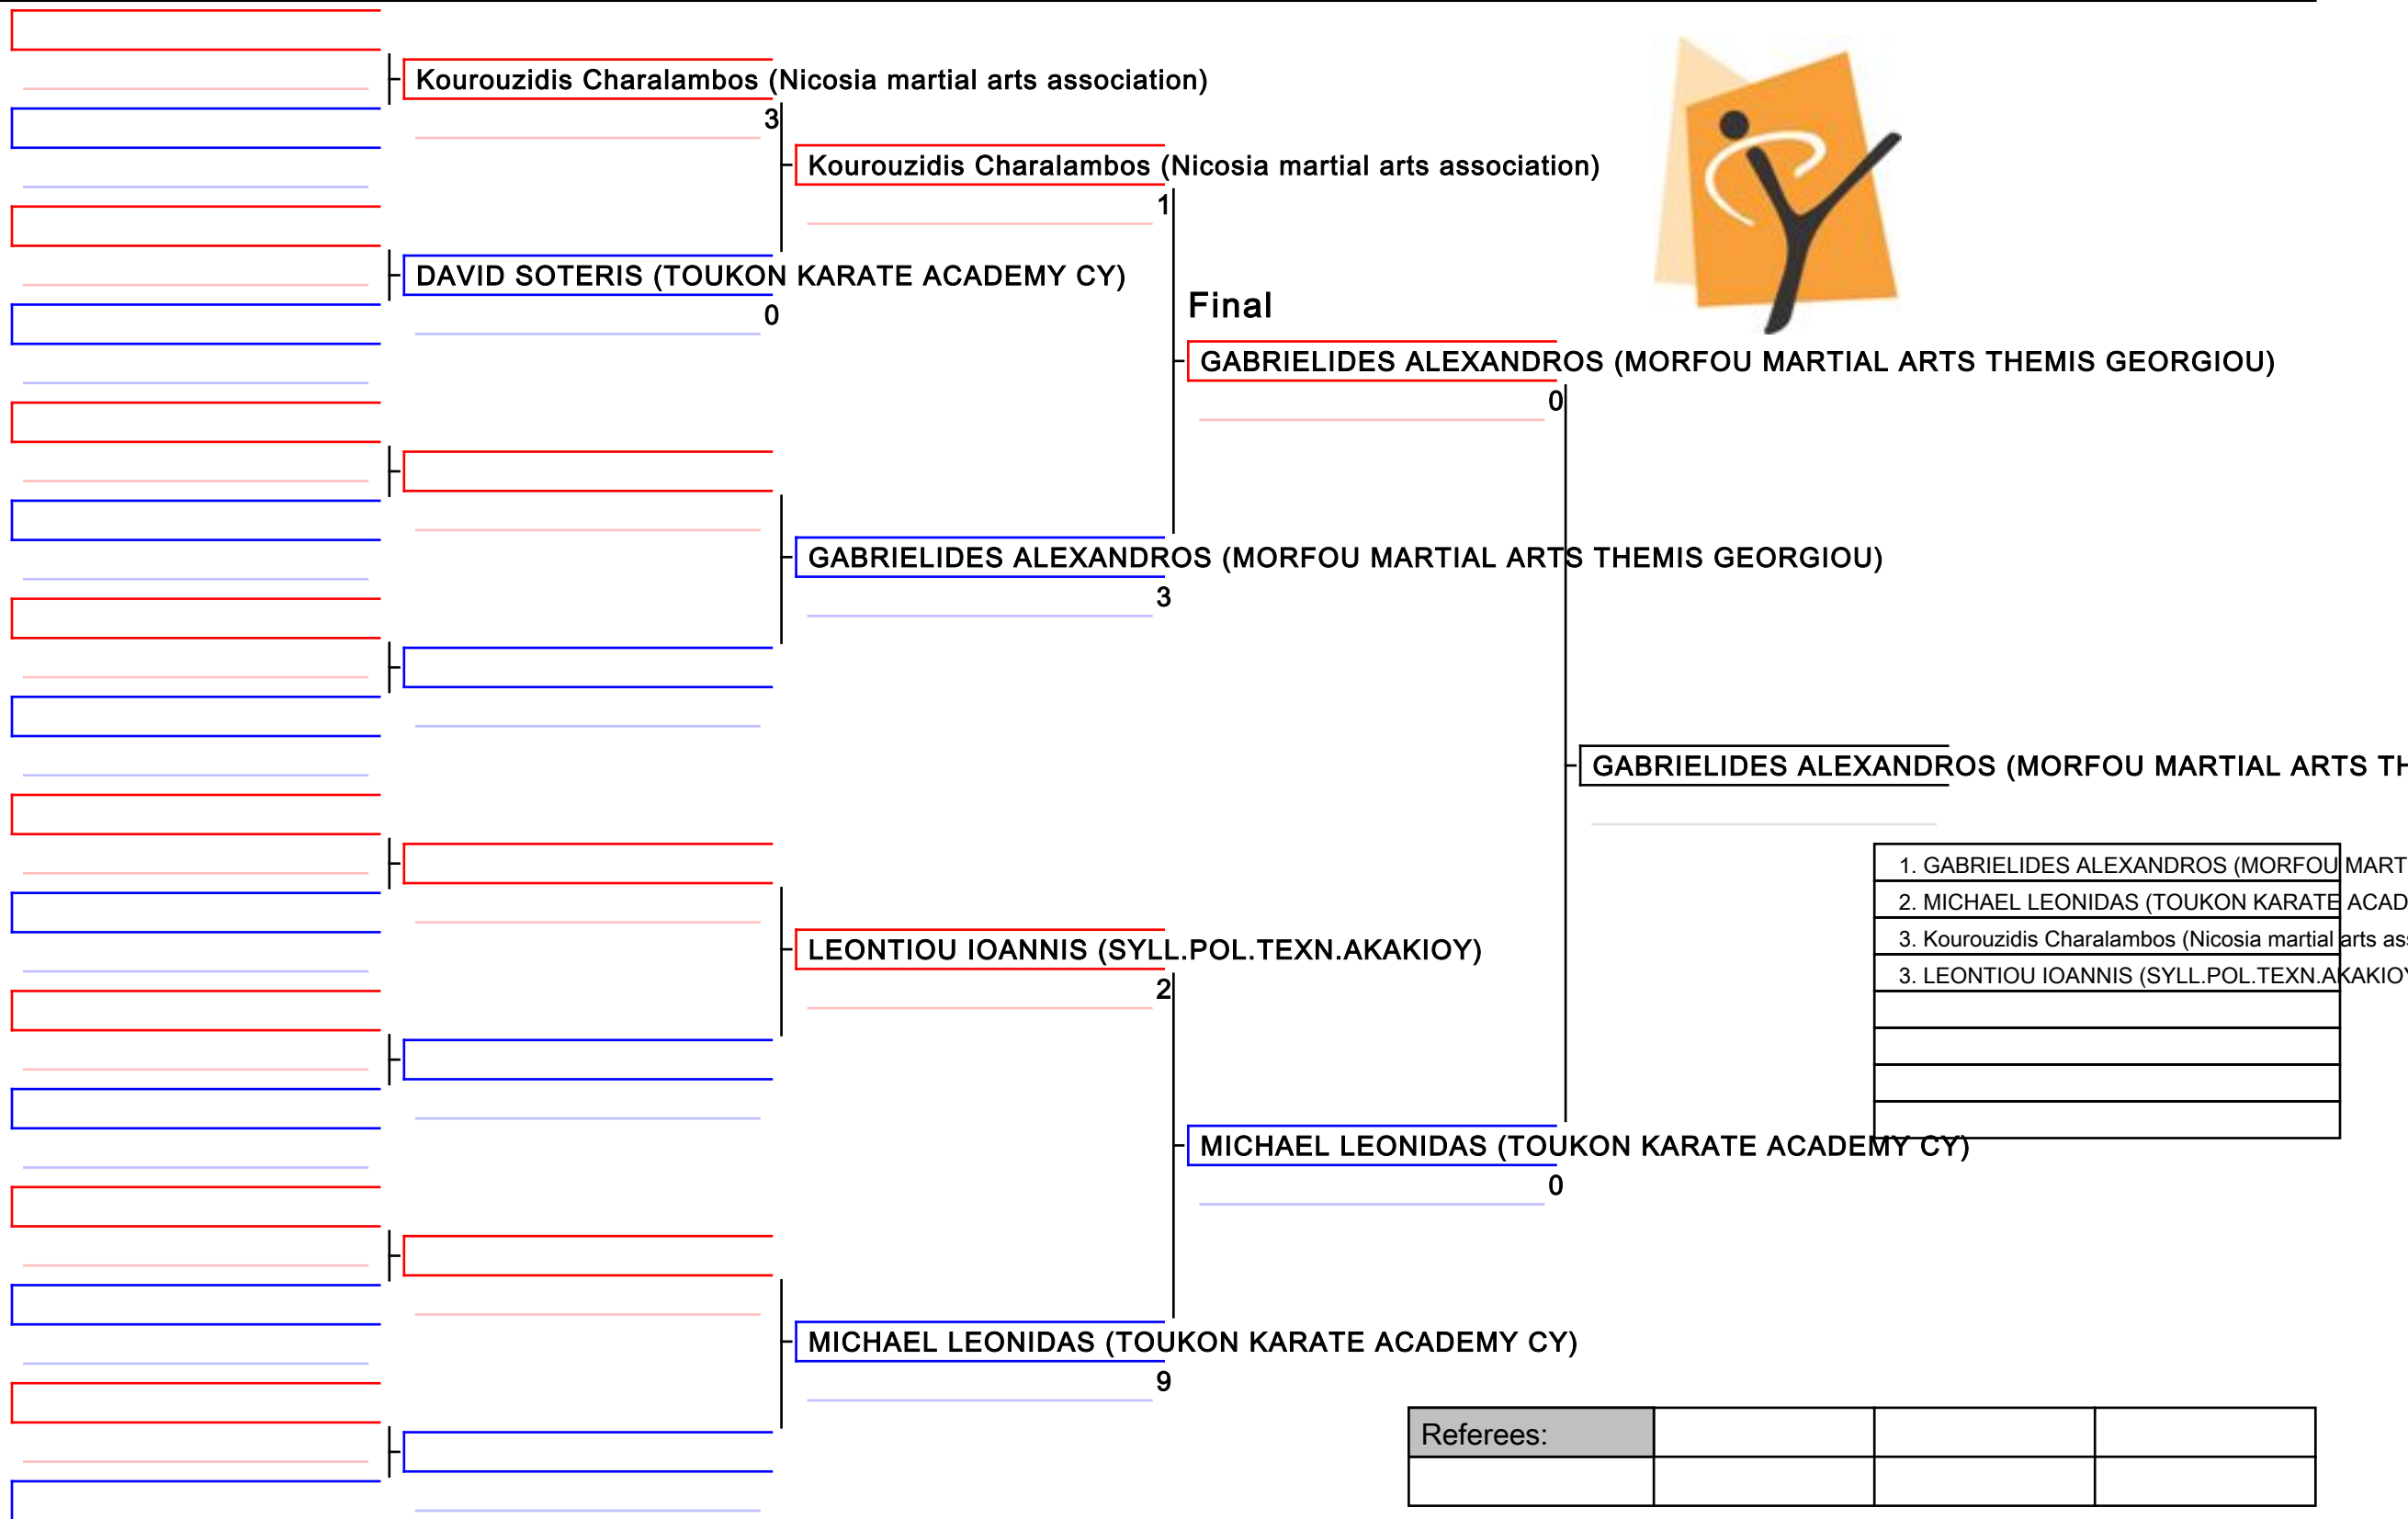 Kourouzidis Charalambos (Nicosia martial arts association)
3
Kourouzidis Charalambos (Nicosia martial arts association)
1
DAVID SOTERIS (TOUKON KARATE ACADEMY CY)
0
Final
GABRIELIDES ALEXANDROS (MORFOU MARTIAL ARTS THEMIS GEORGIOU)
0
GABRIELIDES ALEXANDROS (MORFOU MARTIAL ARTS THEMIS GEORGIOU)
3
GABRIELIDES ALEXANDROS (MORFOU MARTIAL ARTS TH
1. GABRIELIDES ALEXANDROS (MORFOU MART
2. MICHAEL LEONIDAS (TOUKON KARATE ACAD
3. Kourouzidis Charalambos (Nicosia martial arts ass
3. LEONTIOU IOANNIS (SYLL.POL.TEXN.AKAKIOY
LEONTIOU IOANNIS (SYLL.POL.TEXN.AKAKIOY)
2
MICHAEL LEONIDAS (TOUKON KARATE ACADEMY CY)
0
MICHAEL LEONIDAS (TOUKON KARATE ACADEMY CY)
9
Referees: